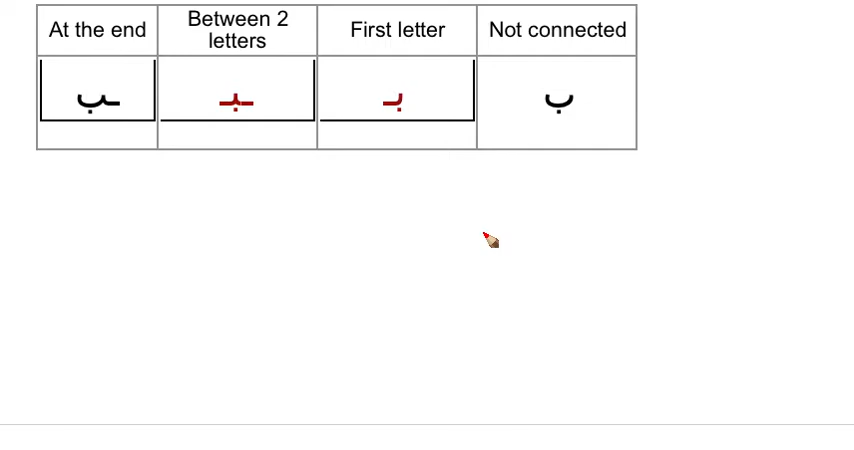 At the end
Between 2
letters
First letter
Not connected
ـب
ـبـ
بـ
ب